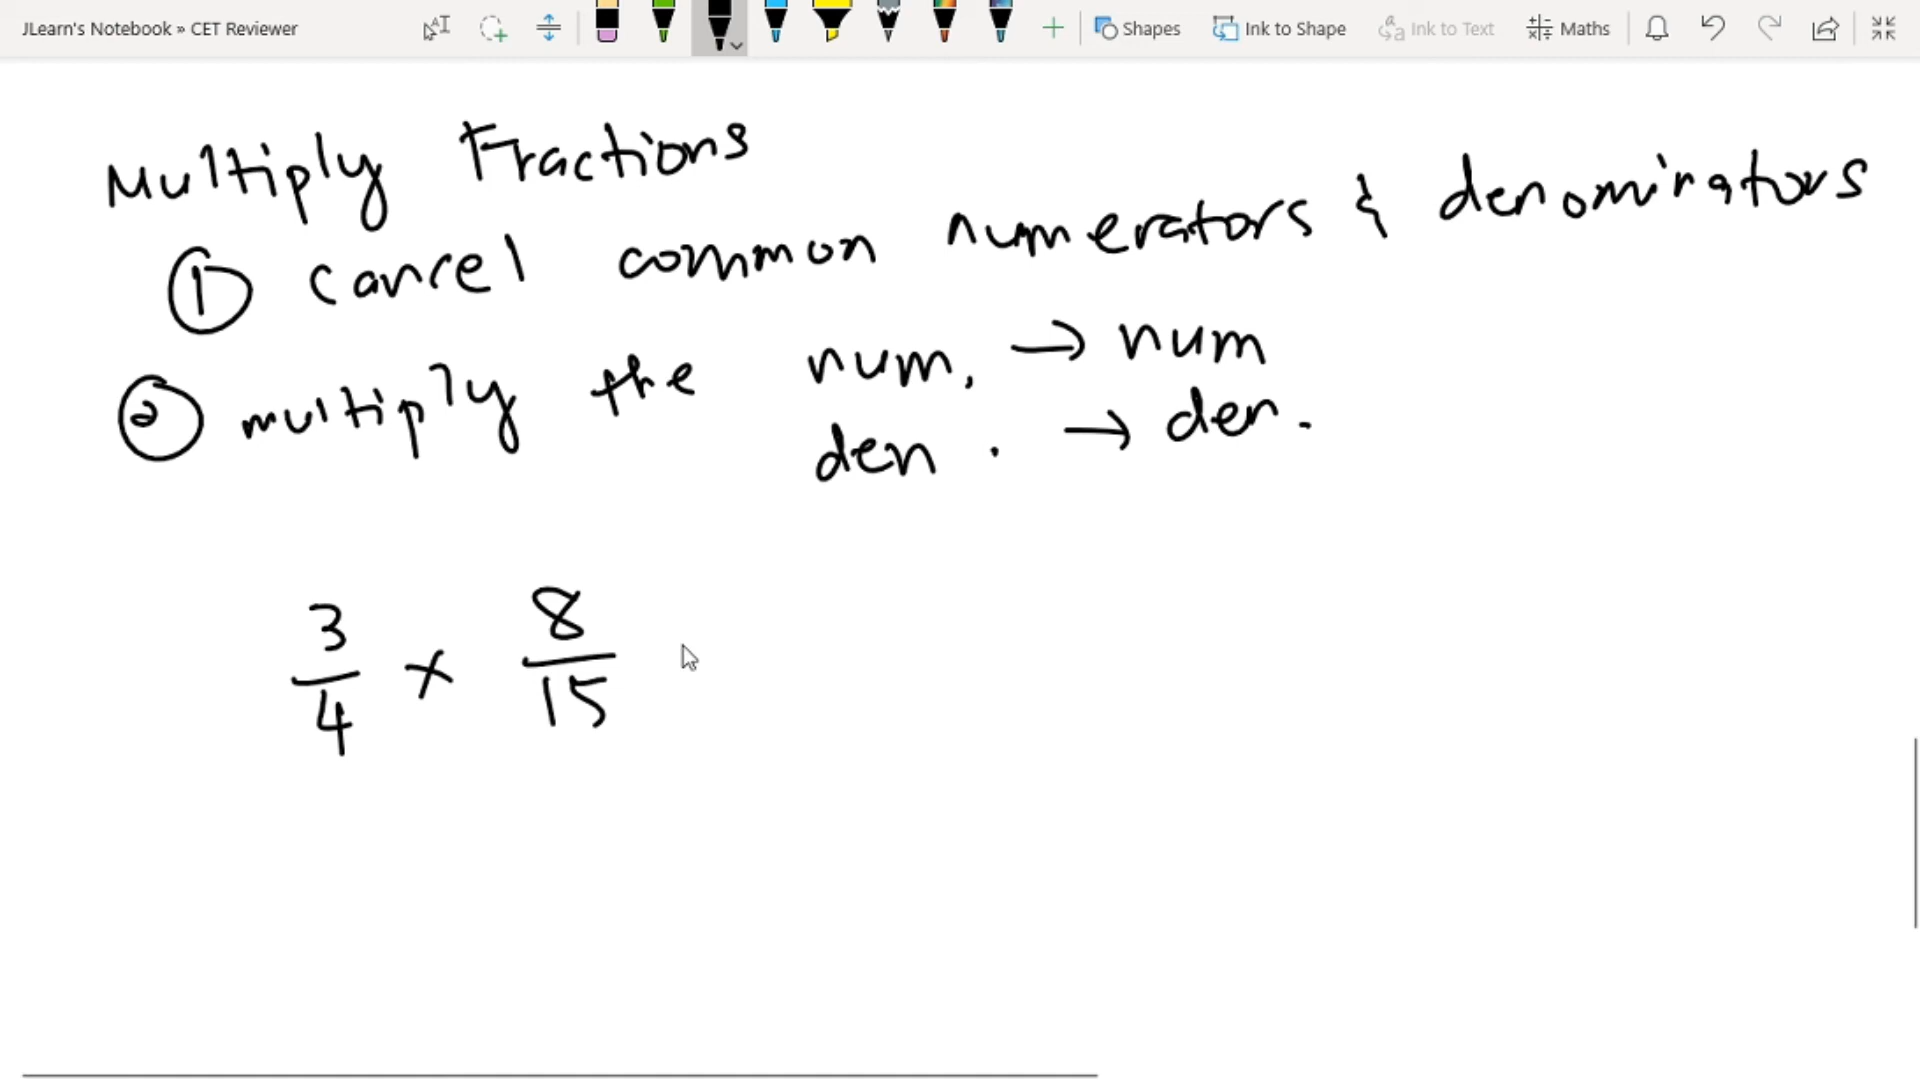 JLearn's Notebook » CET Reviewer
Shapes
Ink to Shape
Ink to Text
Maths
Multiply Fractions
① cancel common numerators & denominators
② multiply the num. → num
den. → den.
3/4 × 8/15